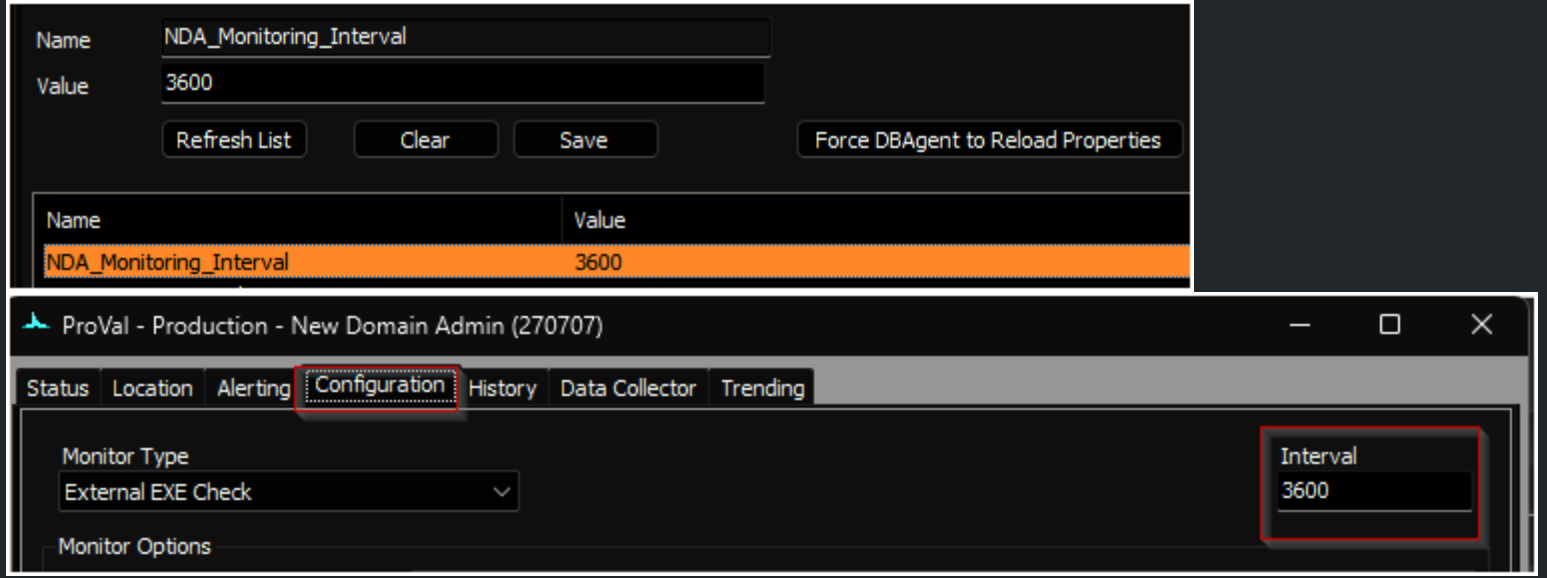 Name NDA_Monitoring_Interval
Value 3600
Refresh List Clear Save Force DBAgent to Reload Properties
Name Value
NDA_Monitoring_Interval 3600
ProVal - Production - New Domain Admin (270707)
Status Location Alerting Configuration History Data Collector Trending
Monitor Type Interval
External EXE Check 3600
Monitor Options